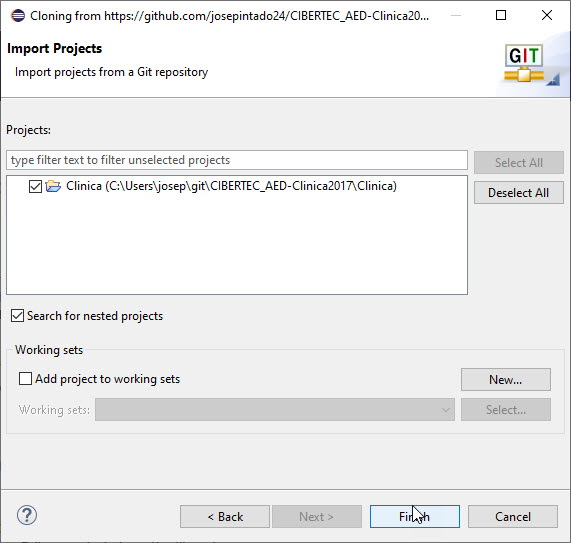 Cloning from https://github.com/josepintado24/CIBERTEC_AED-Clinica20...
Import Projects
Import projects from a Git repository
GIT
Projects:
type filter text to filter unselected projects
Select All
Clinica (C:\Users\josep\git\CIBERTEC_AED-Clinica2017\Clinica)
Deselect All
Search for nested projects
Working sets
Add project to working sets
New...
Working sets:
Select...
?
< Back
Next >
Finish
Cancel